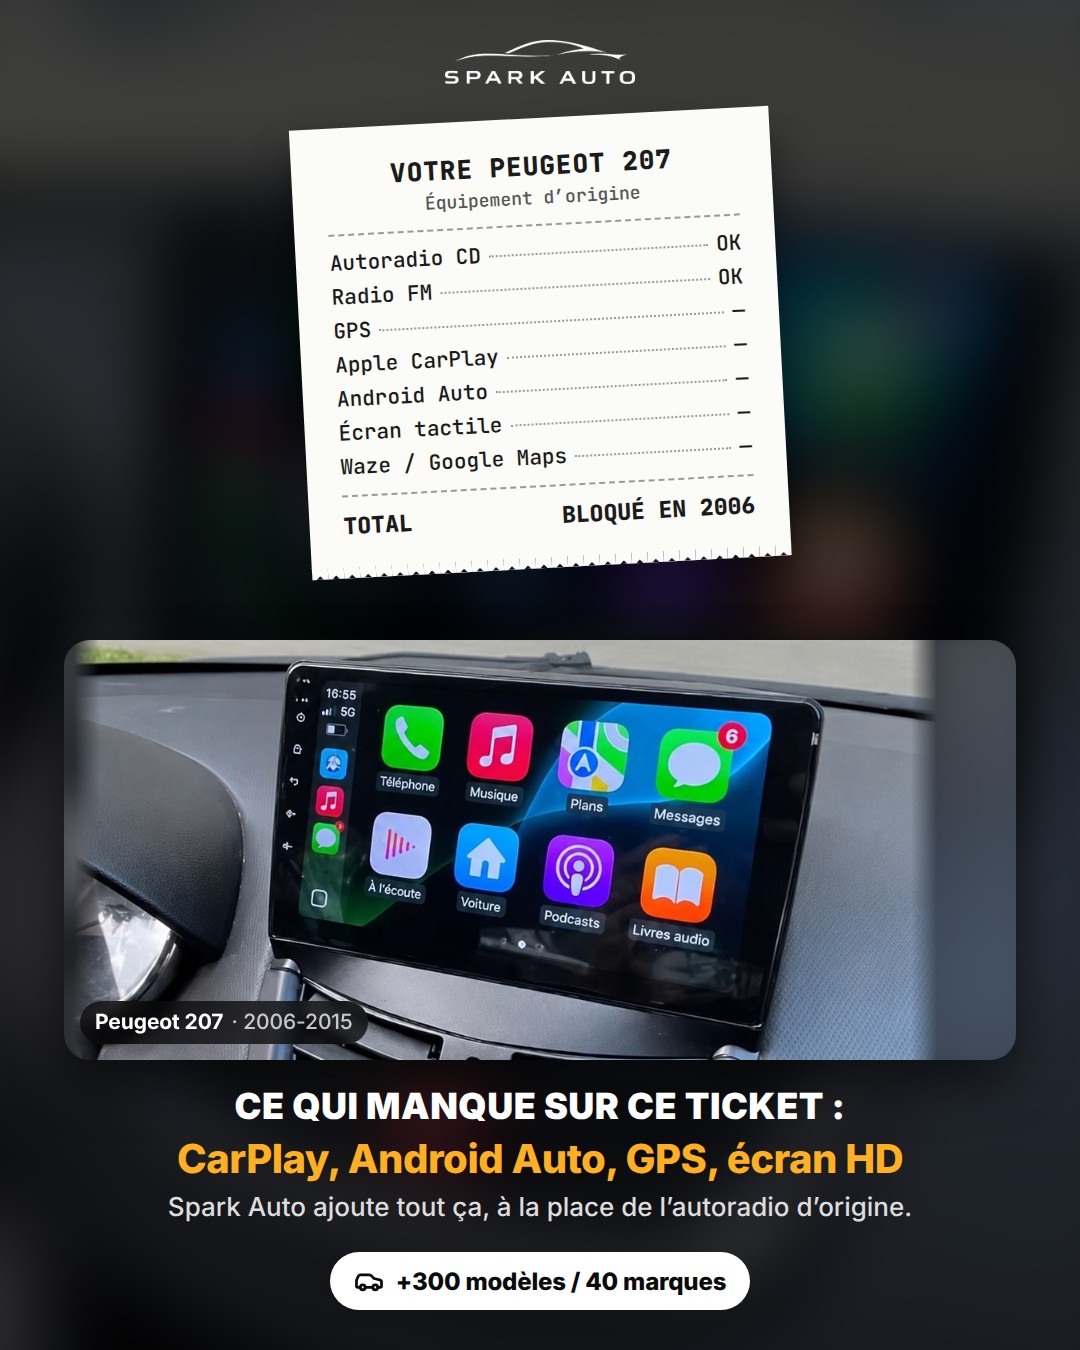 SPARK AUTO
VOTRE PEUGEOT 207
Équipement d’origine
Autoradio CD OK
Radio FM OK
GPS —
Apple CarPlay —
Android Auto —
Écran tactile —
Waze / Google Maps —
TOTAL BLOQUÉ EN 2006
16:55
5G
6
Téléphone
Musique
Plans
Messages
À l'écoute
Voiture
Podcasts
Livres audio
Peugeot 207 · 2006-2015
CE QUI MANQUE SUR CE TICKET :
CarPlay, Android Auto, GPS, écran HD
Spark Auto ajoute tout ça, à la place de l’autoradio d’origine.
+300 modèles / 40 marques